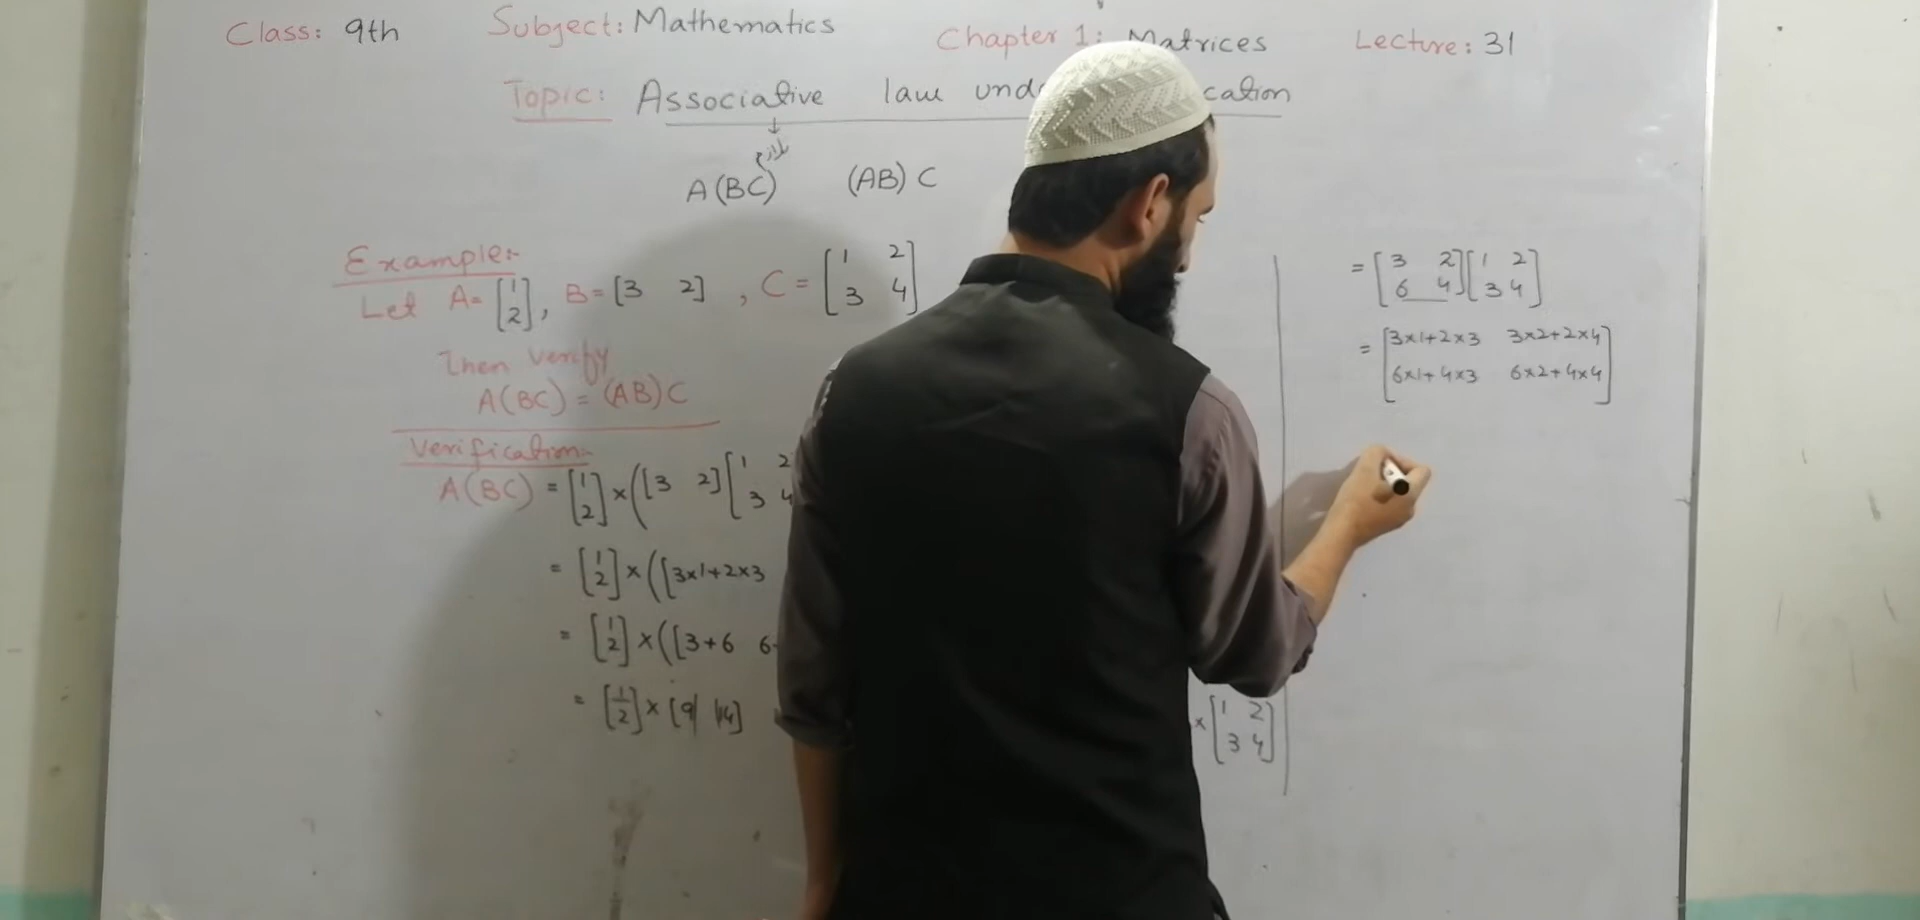 Class: 9th Subject: Mathematics Chapter 1: Matrices Lecture: 31
Topic: Associative law und cation
تلازم
A(BC) (AB)C
Example:-
Let A= [1 2], B=[3 2], C=[1 2
3 4]
Then verify
A(BC) = (AB)C
Verification:-
A(BC) = [1 2] × ([3 2][1 2
3 4
= [1 2] × ([3×1+2×3
= [1 2] × ([3+6 6
= [1 2] × [9 14]
× [1 2
3 4]
= [3 2
6 4][1 2
3 4]
= [3×1+2×3 3×2+2×4
6×1+4×3 6×2+4×4]